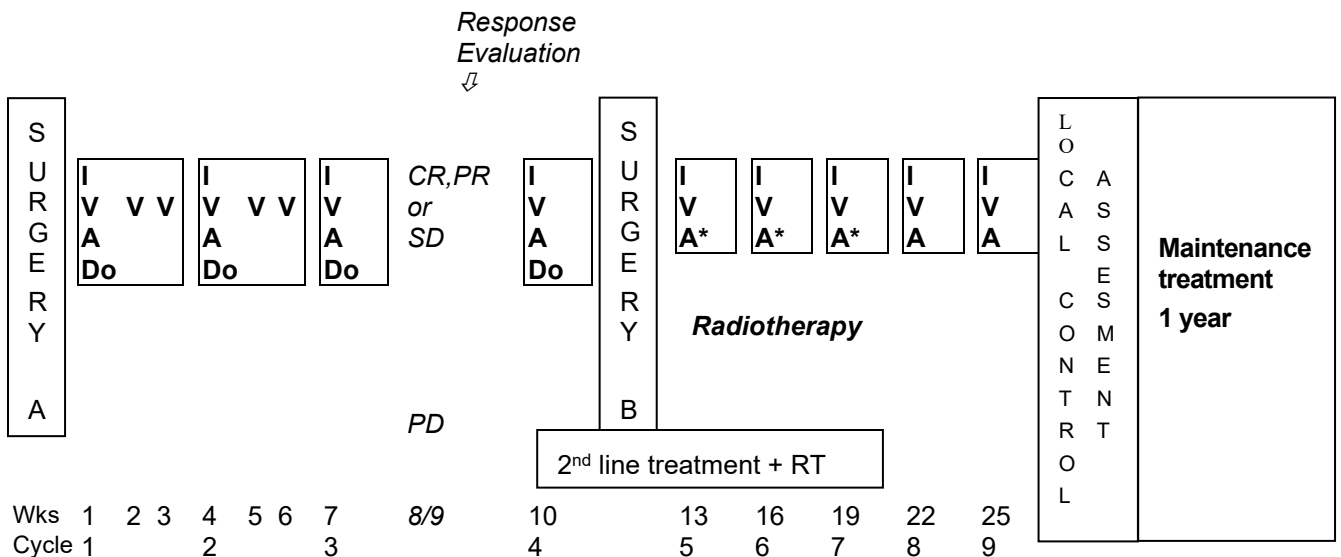 Response
Evaluation
⇩
SURGERY A
I
V V V
A
Do
I
V V V
A
Do
I
V
A
Do
CR,PR
or
SD
PD
I
V
A
Do
SURGERY B
I
V
A*
I
V
A*
I
V
A*
I
V
A
I
V
A
Radiotherapy
2nd line treatment + RT
LOCAL CONTROL
ASSESMENT
Maintenance
treatment
1 year
Wks 1 2 3 4 5 6 7 8/9 10 13 16 19 22 25
Cycle 1 2 3 4 5 6 7 8 9